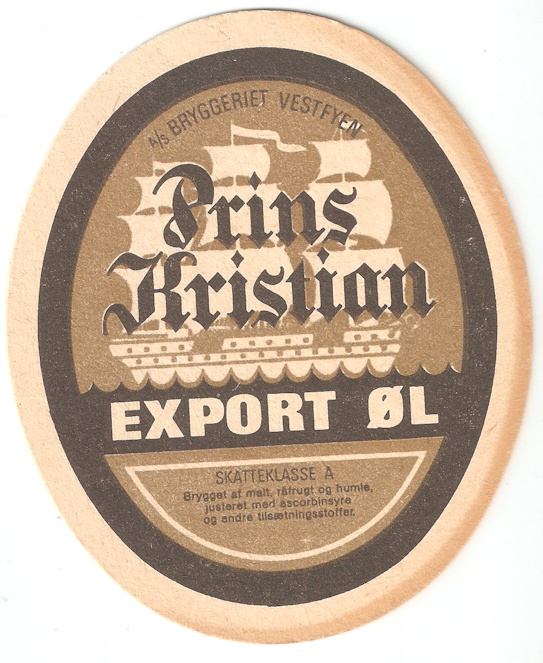 A/S BRYGGERIET VESTFYEN
Prins
Kristian
EXPORT ØL
SKATTEKLASSE A
Brygget af malt, råfrugt og humle,
justeret med ascorbinsyre
og andre tilsætningsstoffer.